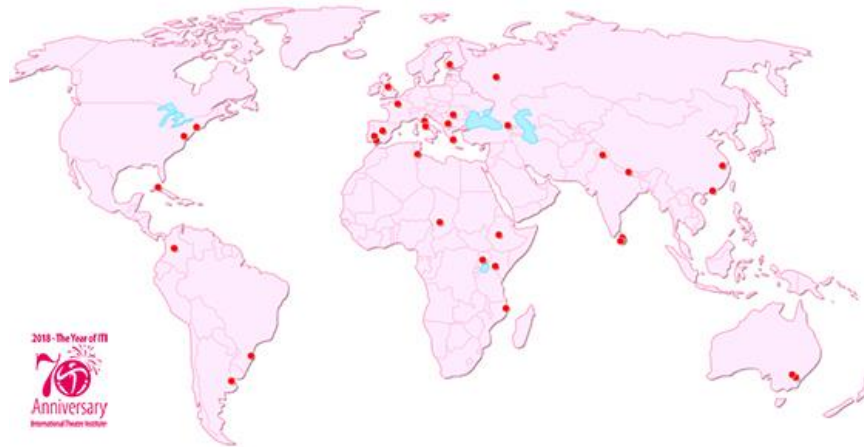 2018 - The Year of ITI
70
Anniversary
International Theatre Institute